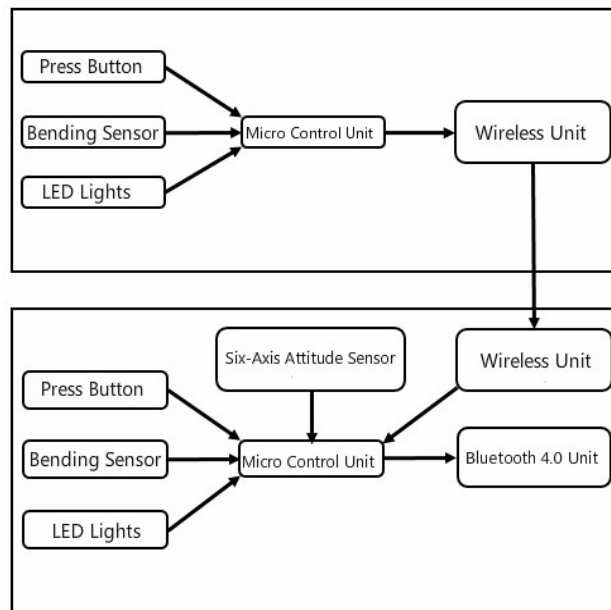 Press Button
Bending Sensor
Micro Control Unit
Wireless Unit
LED Lights
Six-Axis Attitude Sensor
Wireless Unit
Press Button
Bending Sensor
Micro Control Unit
Bluetooth 4.0 Unit
LED Lights